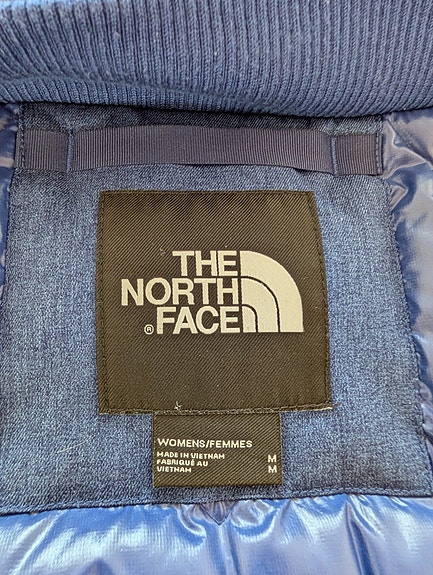 THE
NORTH
® FACE
WOMENS/FEMMES
MADE IN VIETNAM M
FABRIQUÉ AU M
VIETNAM